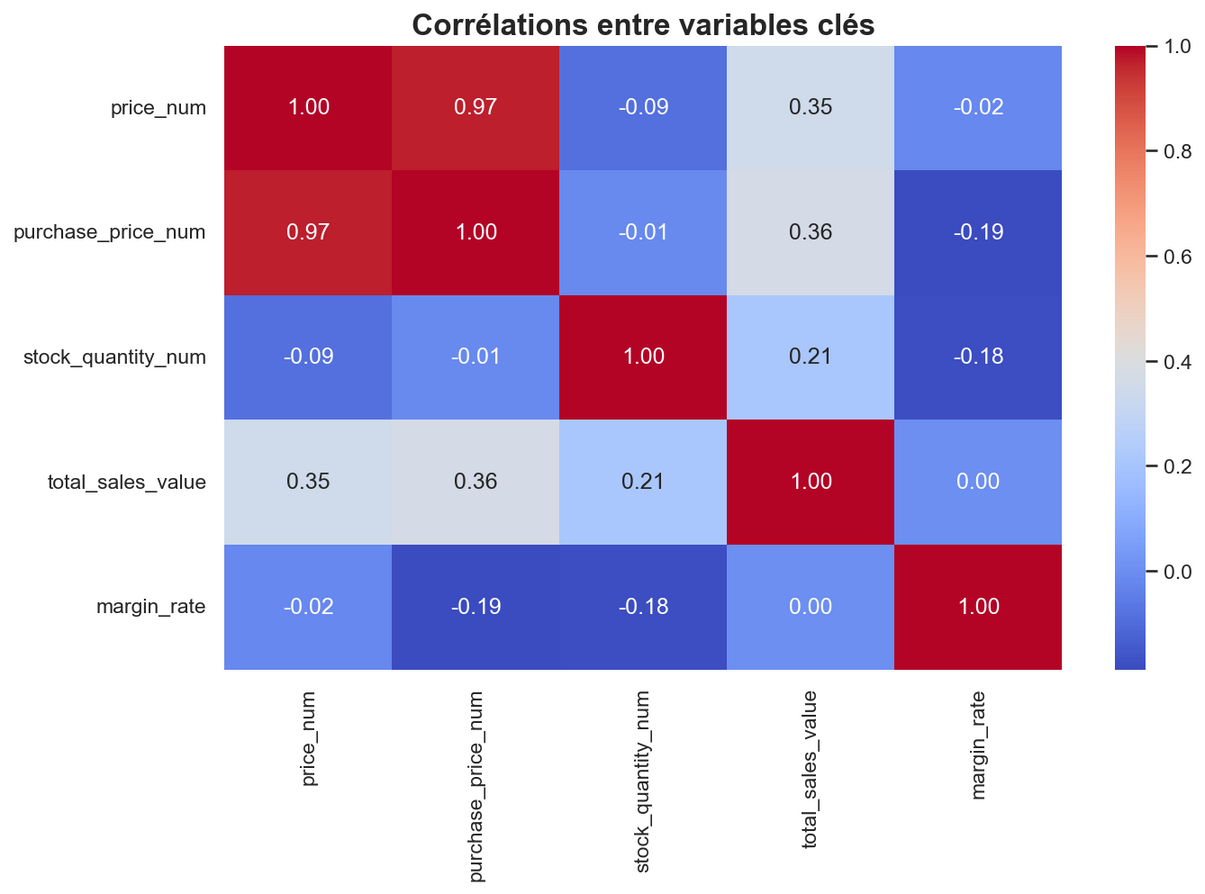 Corrélations entre variables clés
price_num 1.00 0.97 -0.09 0.35 -0.02
purchase_price_num 0.97 1.00 -0.01 0.36 -0.19
stock_quantity_num -0.09 -0.01 1.00 0.21 -0.18
total_sales_value 0.35 0.36 0.21 1.00 0.00
margin_rate -0.02 -0.19 -0.18 0.00 1.00
price_num
purchase_price_num
stock_quantity_num
total_sales_value
margin_rate
1.0
0.8
0.6
0.4
0.2
0.0